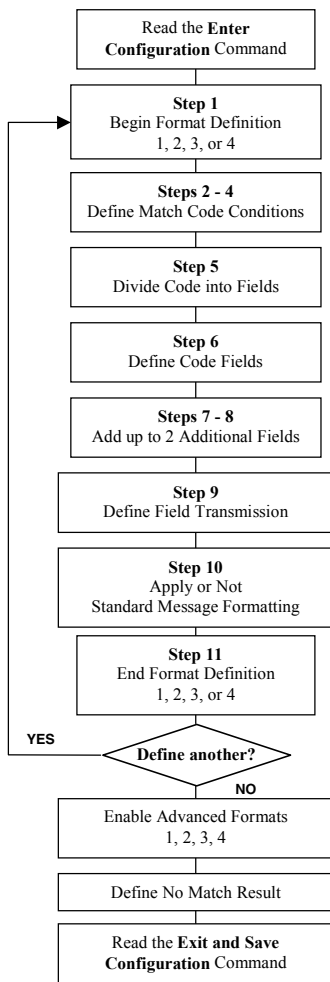 Read the Enter
Configuration Command
Step 1
Begin Format Definition
1, 2, 3, or 4
Steps 2 - 4
Define Match Code Conditions
Step 5
Divide Code into Fields
Step 6
Define Code Fields
Steps 7 - 8
Add up to 2 Additional Fields
Step 9
Define Field Transmission
Step 10
Apply or Not
Standard Message Formatting
Step 11
End Format Definition
1, 2, 3, or 4
YES
Define another?
NO
Enable Advanced Formats
1, 2, 3, 4
Define No Match Result
Read the Exit and Save
Configuration Command